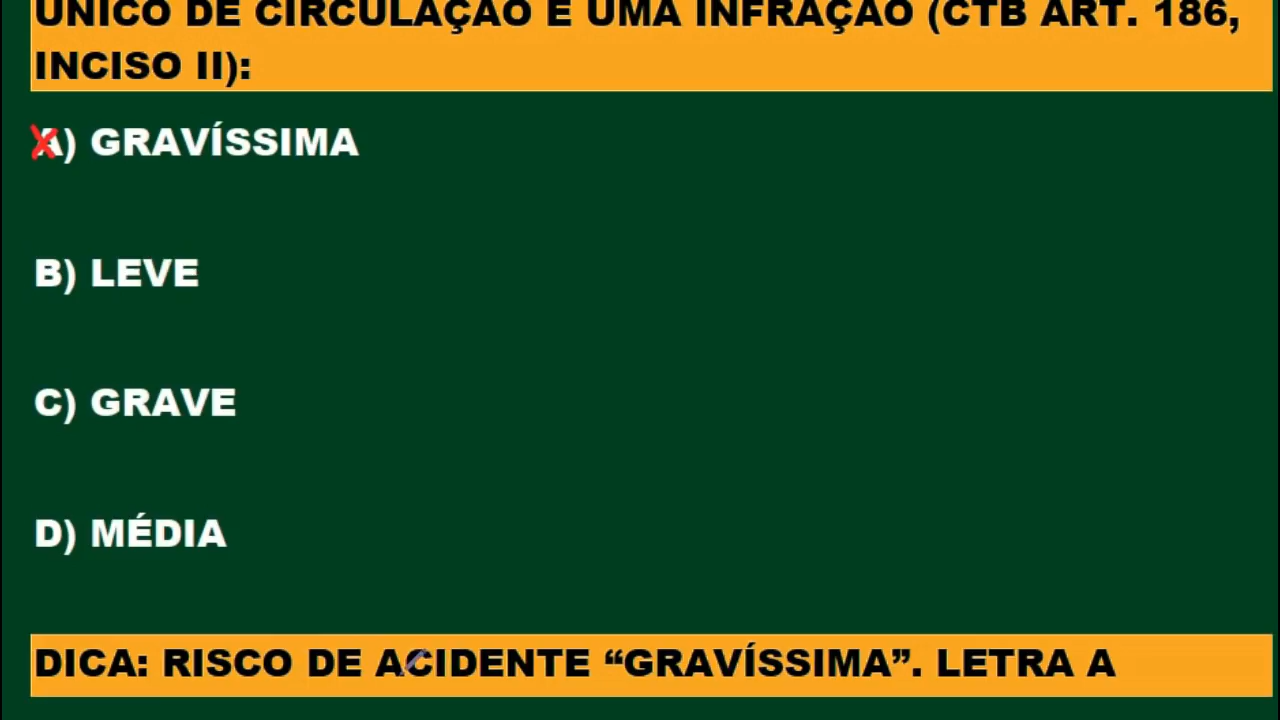 ÚNICO DE CIRCULAÇÃO É UMA INFRAÇÃO (CTB ART. 186,
INCISO II):
A) GRAVÍSSIMA
B) LEVE
C) GRAVE
D) MÉDIA
DICA: RISCO DE ACIDENTE “GRAVÍSSIMA”. LETRA A